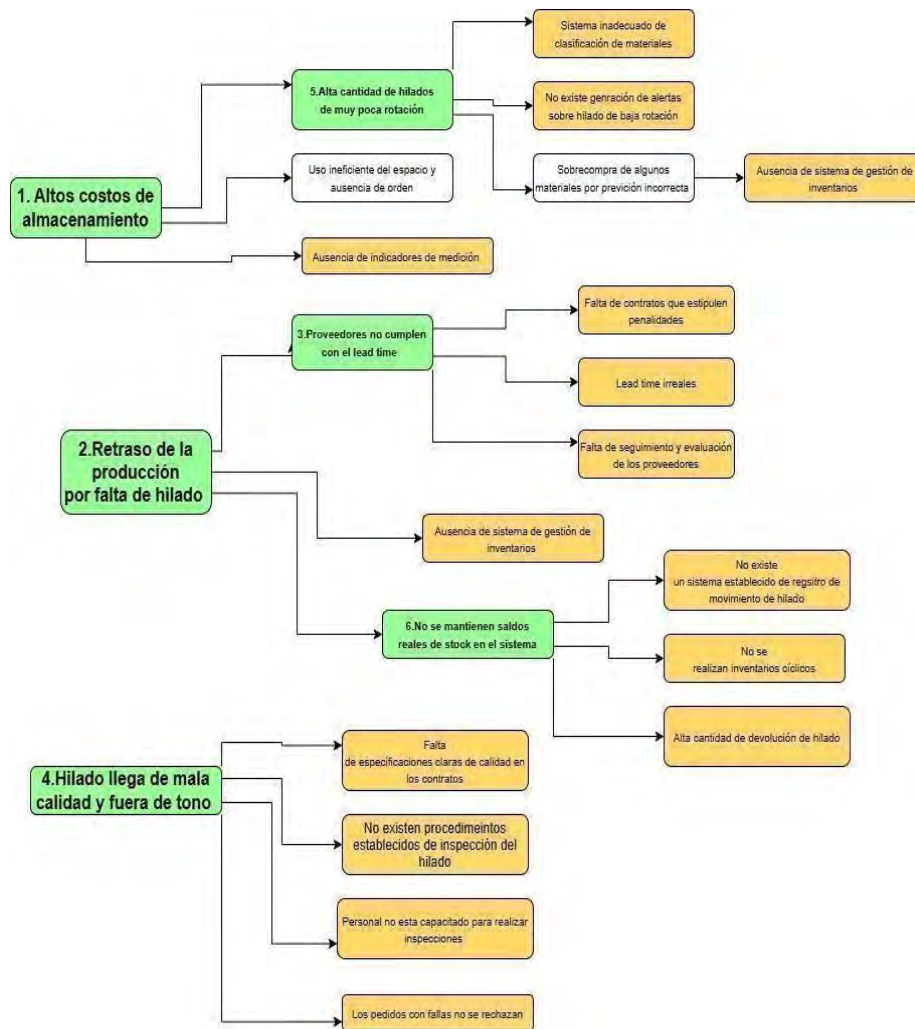 Sistema inadecuado de
clasificación de materiales
5.Alta cantidad de hilados
de muy poca rotación
No existe genración de alertas
sobre hilado de baja rotación
Uso ineficiente del espacio y
ausencia de orden
Sobrecompra de algunos
materiales por previción incorrecta
Ausencia de sistema de gestión de
inventarios
1. Altos costos de
almacenamiento
Ausencia de indicadores de medición
Falta de contratos que estipulen
penalidades
3.Proveedores no cumplen
con el lead time
Lead time irreales
Falta de seguimiento y evaluación
de los proveedores
2.Retraso de la
producción
por falta de hilado
Ausencia de sistema de gestión de
inventarios
No existe
un sistema establecido de regsitro de
movimiento de hilado
6.No se mantienen saldos
reales de stock en el sistema
No se
realizan inventarios cíclicos
Alta cantidad de devolución de hilado
Falta
de especificaciones claras de calidad en
los contratos
4.Hilado llega de mala
calidad y fuera de tono
No existen procedimeintos
establecidos de inspección del
hilado
Personal no esta capacitado para realizar
inspecciones
Los pedidos con fallas no se rechazan